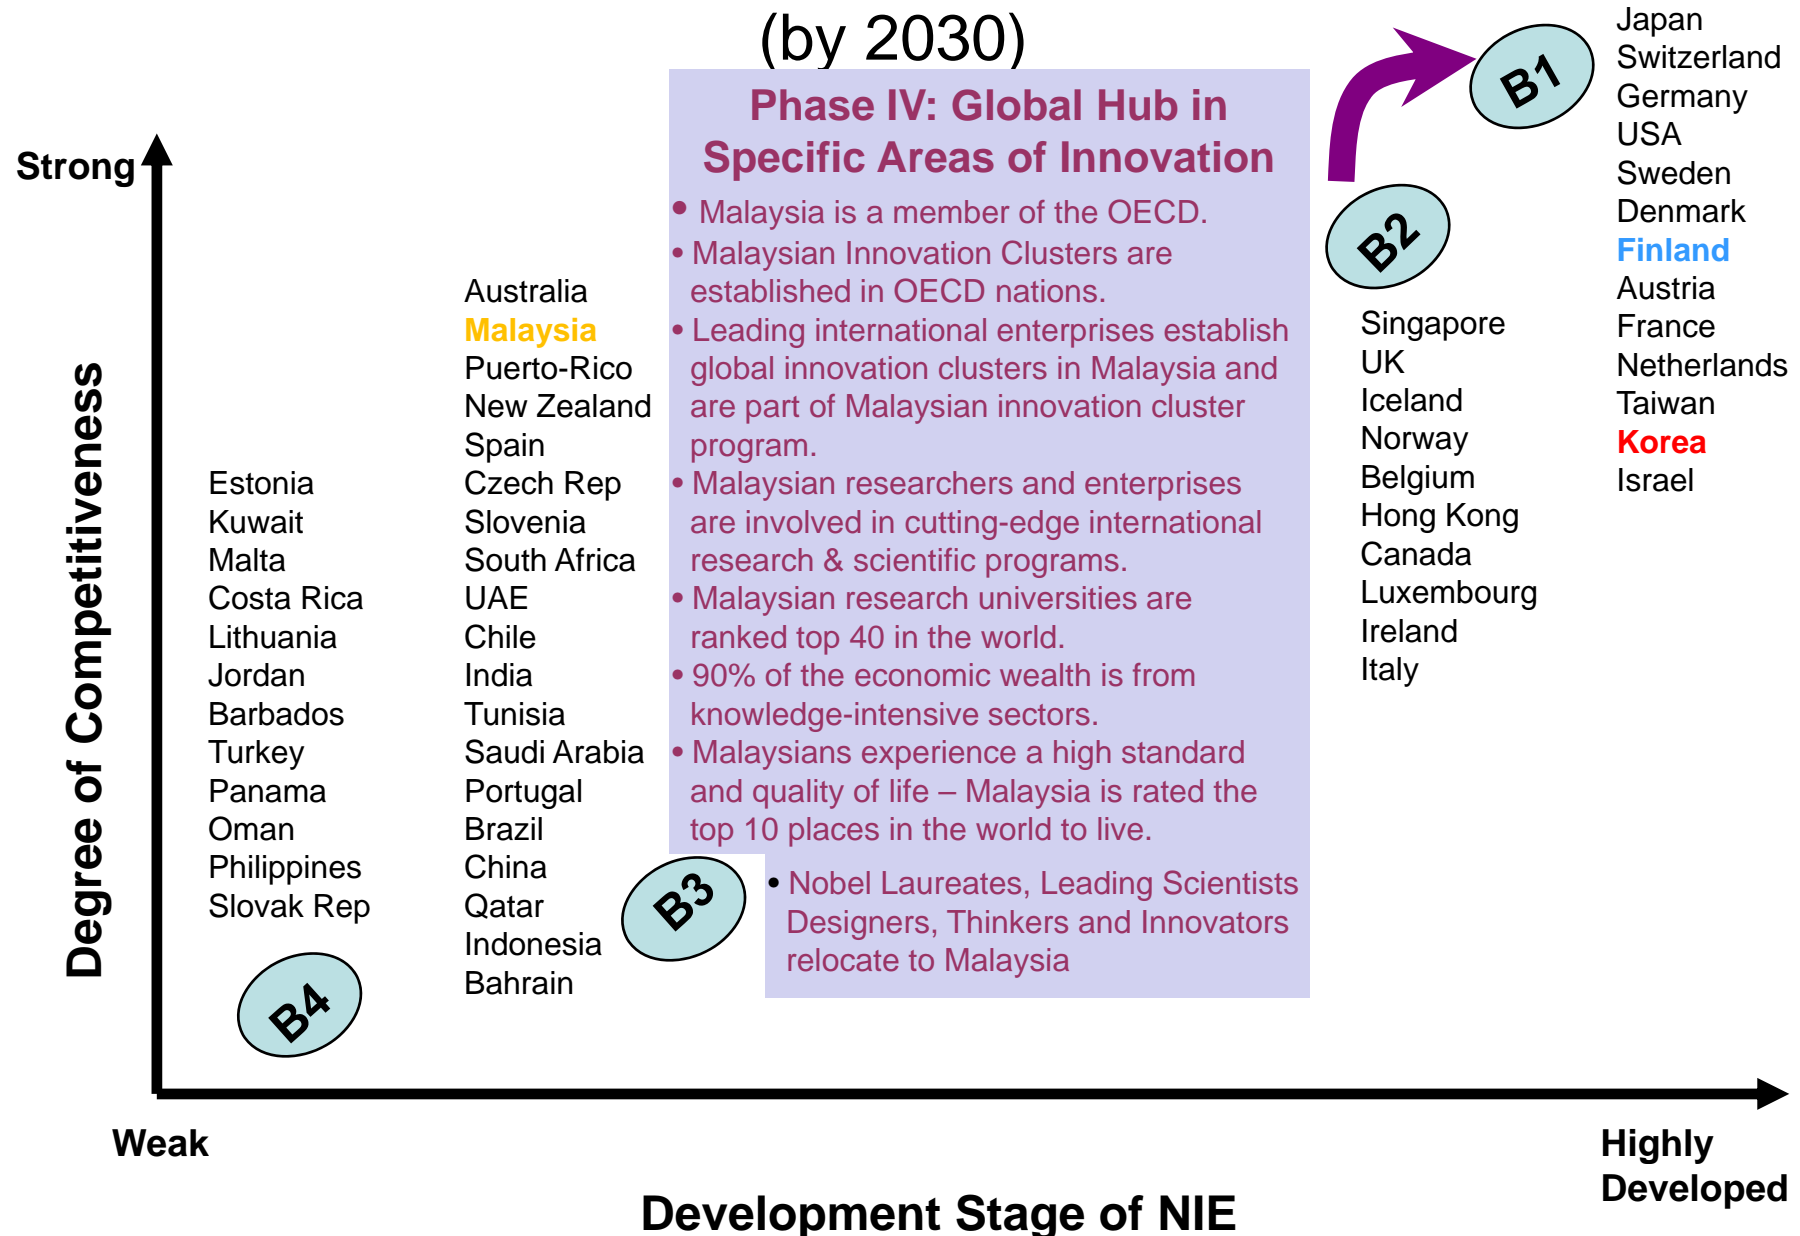 (by 2030)
Phase IV: Global Hub in
Specific Areas of Innovation
• Malaysia is a member of the OECD.
• Malaysian Innovation Clusters are
established in OECD nations.
• Leading international enterprises establish
global innovation clusters in Malaysia and
are part of Malaysian innovation cluster
program.
• Malaysian researchers and enterprises
are involved in cutting-edge international
research & scientific programs.
• Malaysian research universities are
ranked top 40 in the world.
• 90% of the economic wealth is from
knowledge-intensive sectors.
• Malaysians experience a high standard
and quality of life – Malaysia is rated the
top 10 places in the world to live.
• Nobel Laureates, Leading Scientists
Designers, Thinkers and Innovators
relocate to Malaysia
Strong
Degree of Competitiveness
Estonia
Kuwait
Malta
Costa Rica
Lithuania
Jordan
Barbados
Turkey
Panama
Oman
Philippines
Slovak Rep
B4
Australia
Malaysia
Puerto-Rico
New Zealand
Spain
Czech Rep
Slovenia
South Africa
UAE
Chile
India
Tunisia
Saudi Arabia
Portugal
Brazil
China
Qatar
Indonesia
Bahrain
B3
B2
Singapore
UK
Iceland
Norway
Belgium
Hong Kong
Canada
Luxembourg
Ireland
Italy
B1
Japan
Switzerland
Germany
USA
Sweden
Denmark
Finland
Austria
France
Netherlands
Taiwan
Korea
Israel
Weak
Highly
Developed
Development Stage of NIE